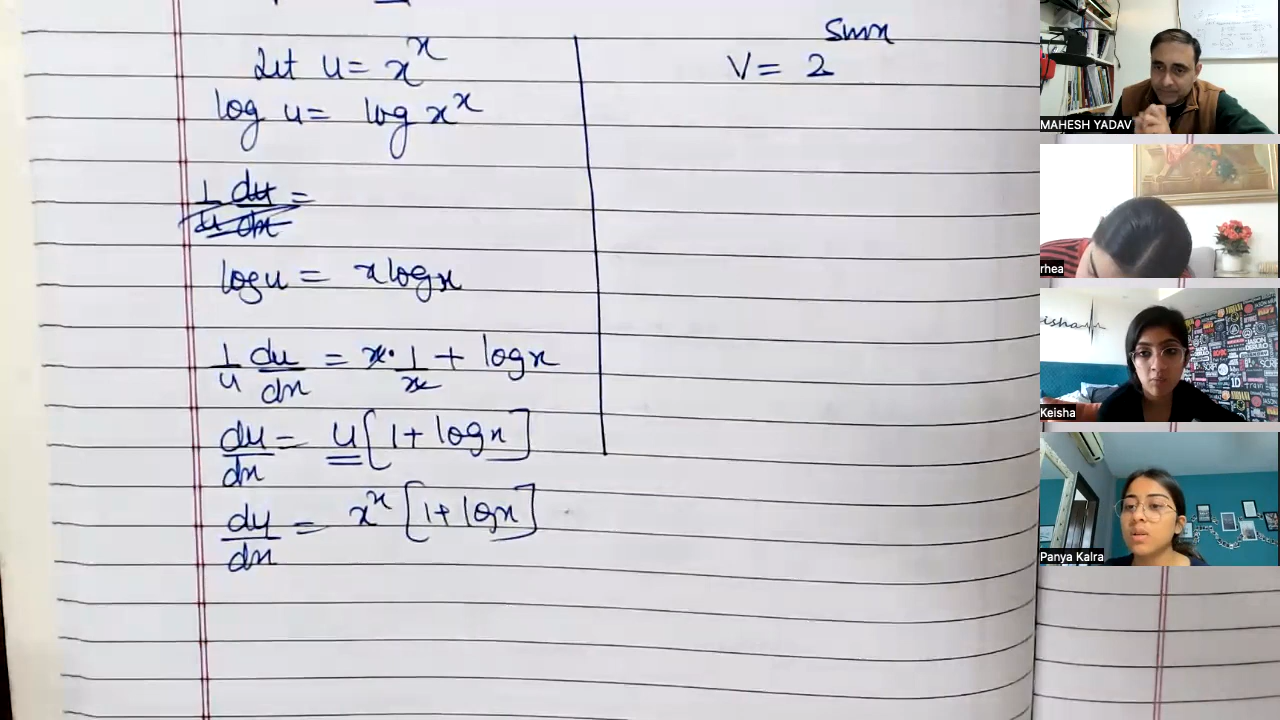 Let u = x^x
log u = log x^x
1/u du/dx =
log u = x log x
1/u du/dx = x · 1/x + log x
du/dx = u [1 + log x]
dy/dx = x^x [1 + log x]
V = 2^sin x
MAHESH YADAV
rhea
Keisha
Panya Kalra